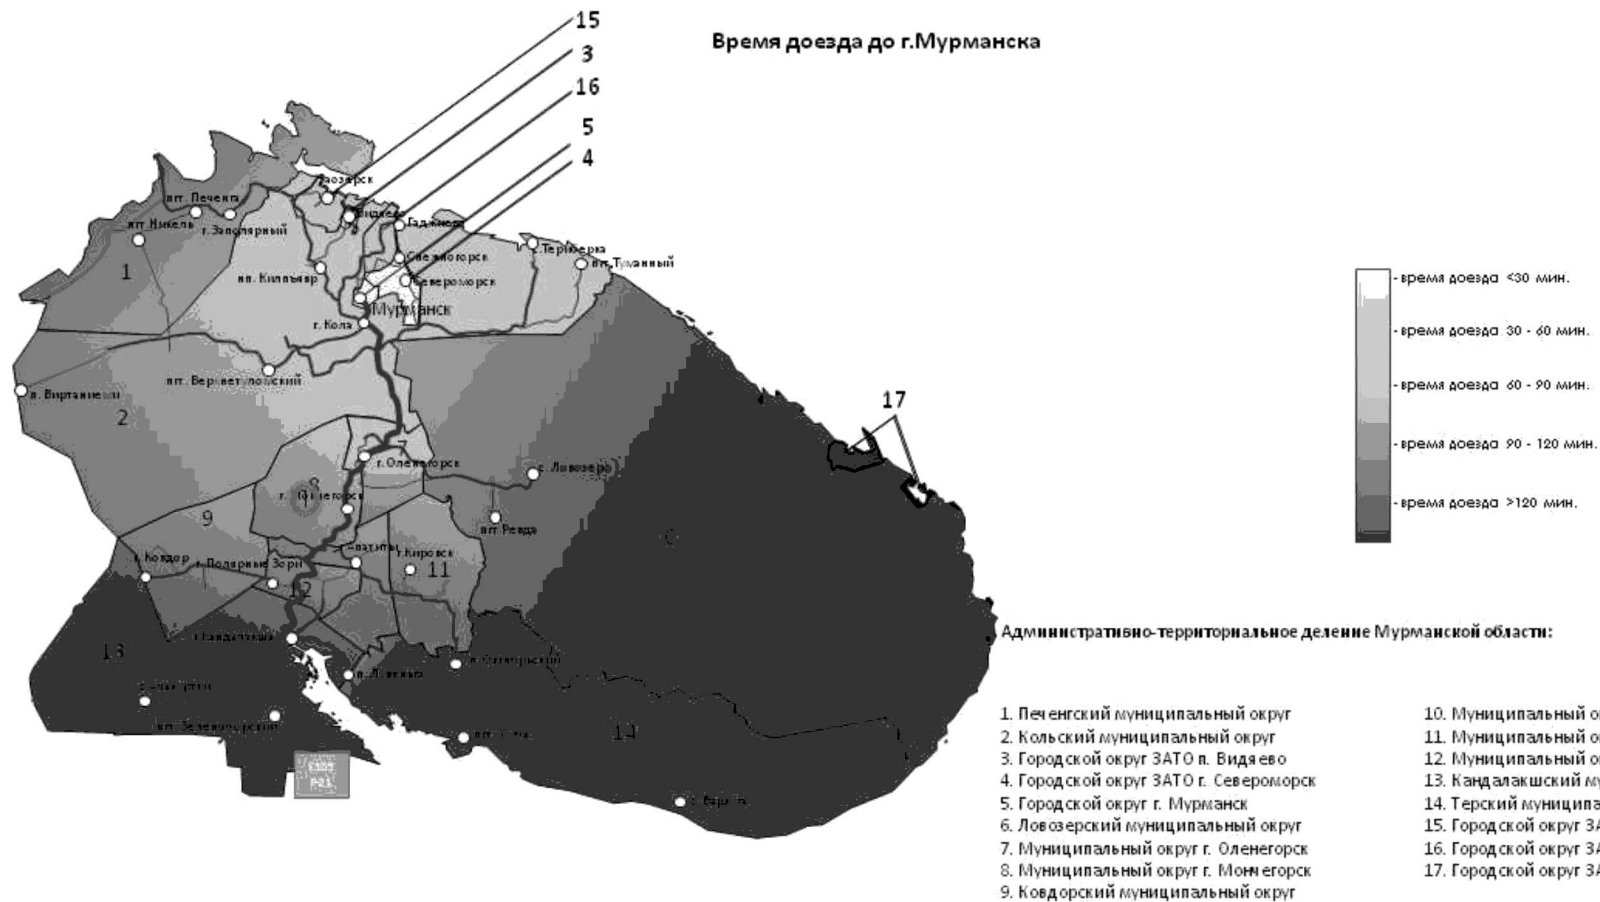 15
3
16
5
4
Время доезда до г.Мурманска
пгт. Печенга
г. Заполярный
1
нп. Килпъявр
Гаджиево
Снежногорск
Североморск
с. Териберка
пгт. Туманный
Мурманск
г. Кола
пгт. Верхнетуломский
п. Виртаниеми
2
7
г. Оленегорск
с. Ловозеро
8
9
пгт. Ревда
г. Ковдор
г. Полярные Зори
г. Кировск
11
12
13
14
17
- время доезда <30 мин.
- время доезда 30 - 60 мин.
- время доезда 60 - 90 мин.
- время доезда 90 - 120 мин.
- время доезда >120 мин.
Административно-территориальное деление Мурманской области:
1. Печенгский муниципальный округ
2. Кольский муниципальный округ
3. Городской округ ЗАТО п. Видяево
4. Городской округ ЗАТО г. Североморск
5. Городской округ г. Мурманск
6. Ловозерский муниципальный округ
7. Муниципальный округ г. Оленегорск
8. Муниципальный округ г. Мончегорск
9. Ковдорский муниципальный округ
10. Муниципальный о
11. Муниципальный о
12. Муниципальный о
13. Кандалакшский му
14. Терский муниципа
15. Городской округ ЗА
16. Городской округ ЗА
17. Городской округ ЗА